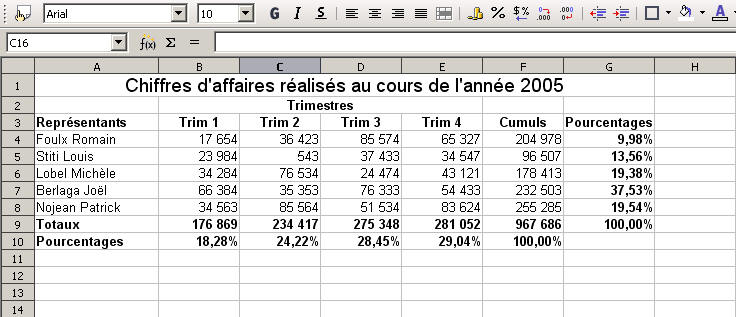 Arial 10
C16
A B C D E F G H
1 Chiffres d'affaires réalisés au cours de l'année 2005
2 Trimestres
3 Représentants Trim 1 Trim 2 Trim 3 Trim 4 Cumuls Pourcentages
4 Foulx Romain 17 654 36 423 85 574 65 327 204 978 9,98%
5 Stiti Louis 23 984 543 37 433 34 547 96 507 13,56%
6 Lobel Michèle 34 284 76 534 24 474 43 121 178 413 19,38%
7 Berlaga Joël 66 384 35 353 76 333 54 433 232 503 37,53%
8 Nojean Patrick 34 563 85 564 51 534 83 624 255 285 19,54%
9 Totaux 176 869 234 417 275 348 281 052 967 686 100,00%
10 Pourcentages 18,28% 24,22% 28,45% 29,04% 100,00%
11
12
13
14